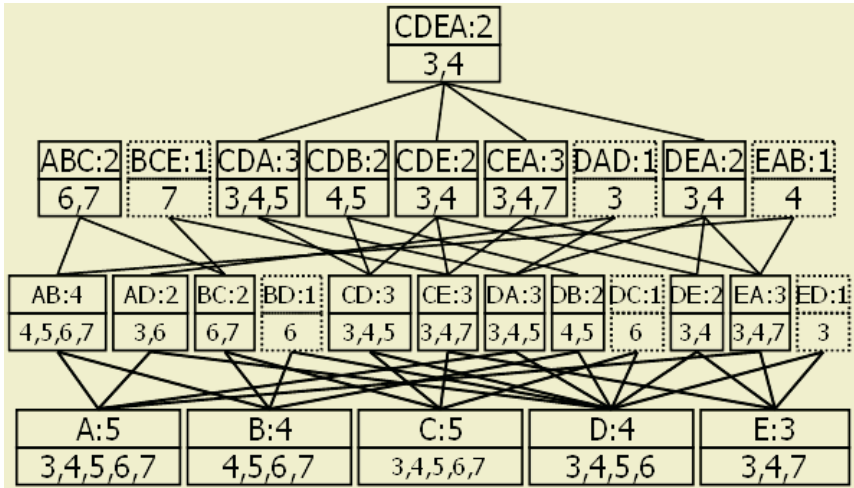 CDEA:2
3,4
ABC:2 BCE:1 CDA:3 CDB:2 CDE:2 CEA:3 DAD:1 DEA:2 EAB:1
6,7 7 3,4,5 4,5 3,4 3,4,7 3 3,4 4
AB:4 AD:2 BC:2 BD:1 CD:3 CE:3 DA:3 DB:2 DC:1 DE:2 EA:3 ED:1
4,5,6,7 3,6 6,7 6 3,4,5 3,4,7 3,4,5 4,5 6 3,4 3,4,7 3
A:5 B:4 C:5 D:4 E:3
3,4,5,6,7 4,5,6,7 3,4,5,6,7 3,4,5,6 3,4,7